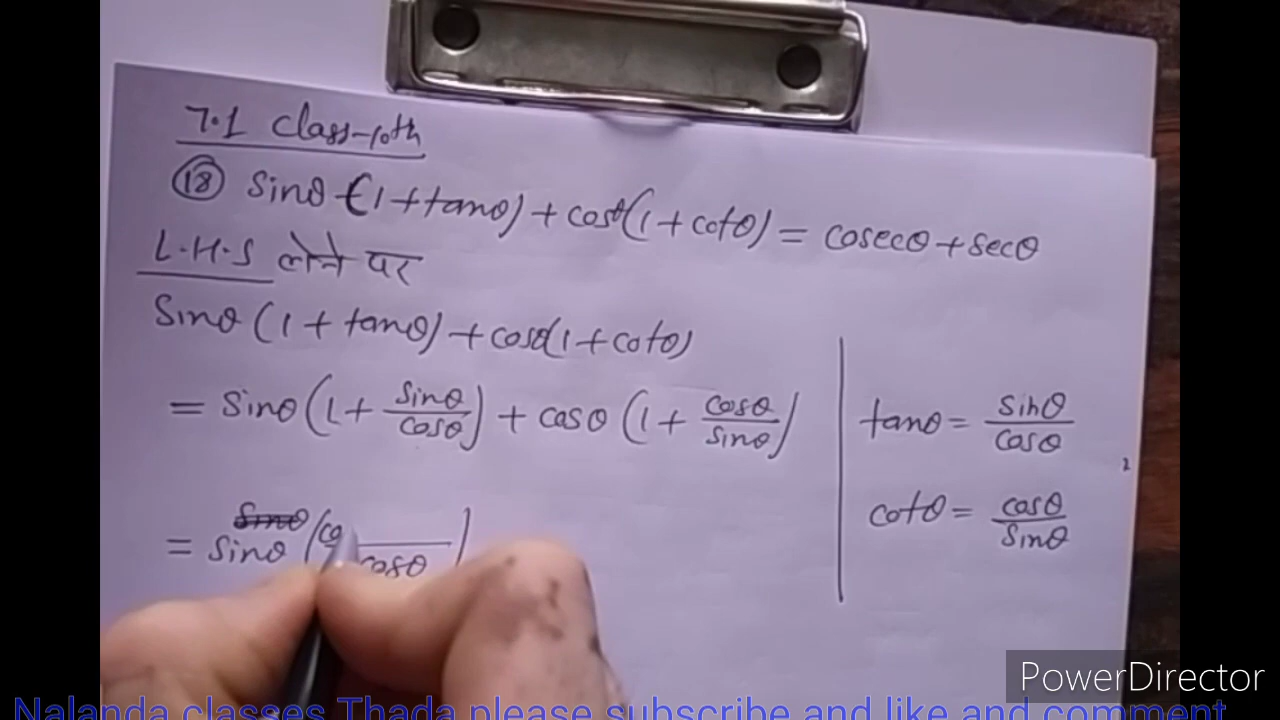 7.1 Class-10th
(18) Sinθ (1+tanθ) + cosθ(1+cotθ) = cosecθ+secθ
L.H.S लेने पर
Sinθ (1+tanθ) + cosθ(1+cotθ)
= Sinθ (1+ Sinθ/cosθ) + cosθ (1+ cosθ/Sinθ)
tanθ = Sinθ/cosθ
cotθ = cosθ/Sinθ
= Sinθ (co /cosθ)
PowerDirector
Nalanda classes Thada please subscribe and like and comment